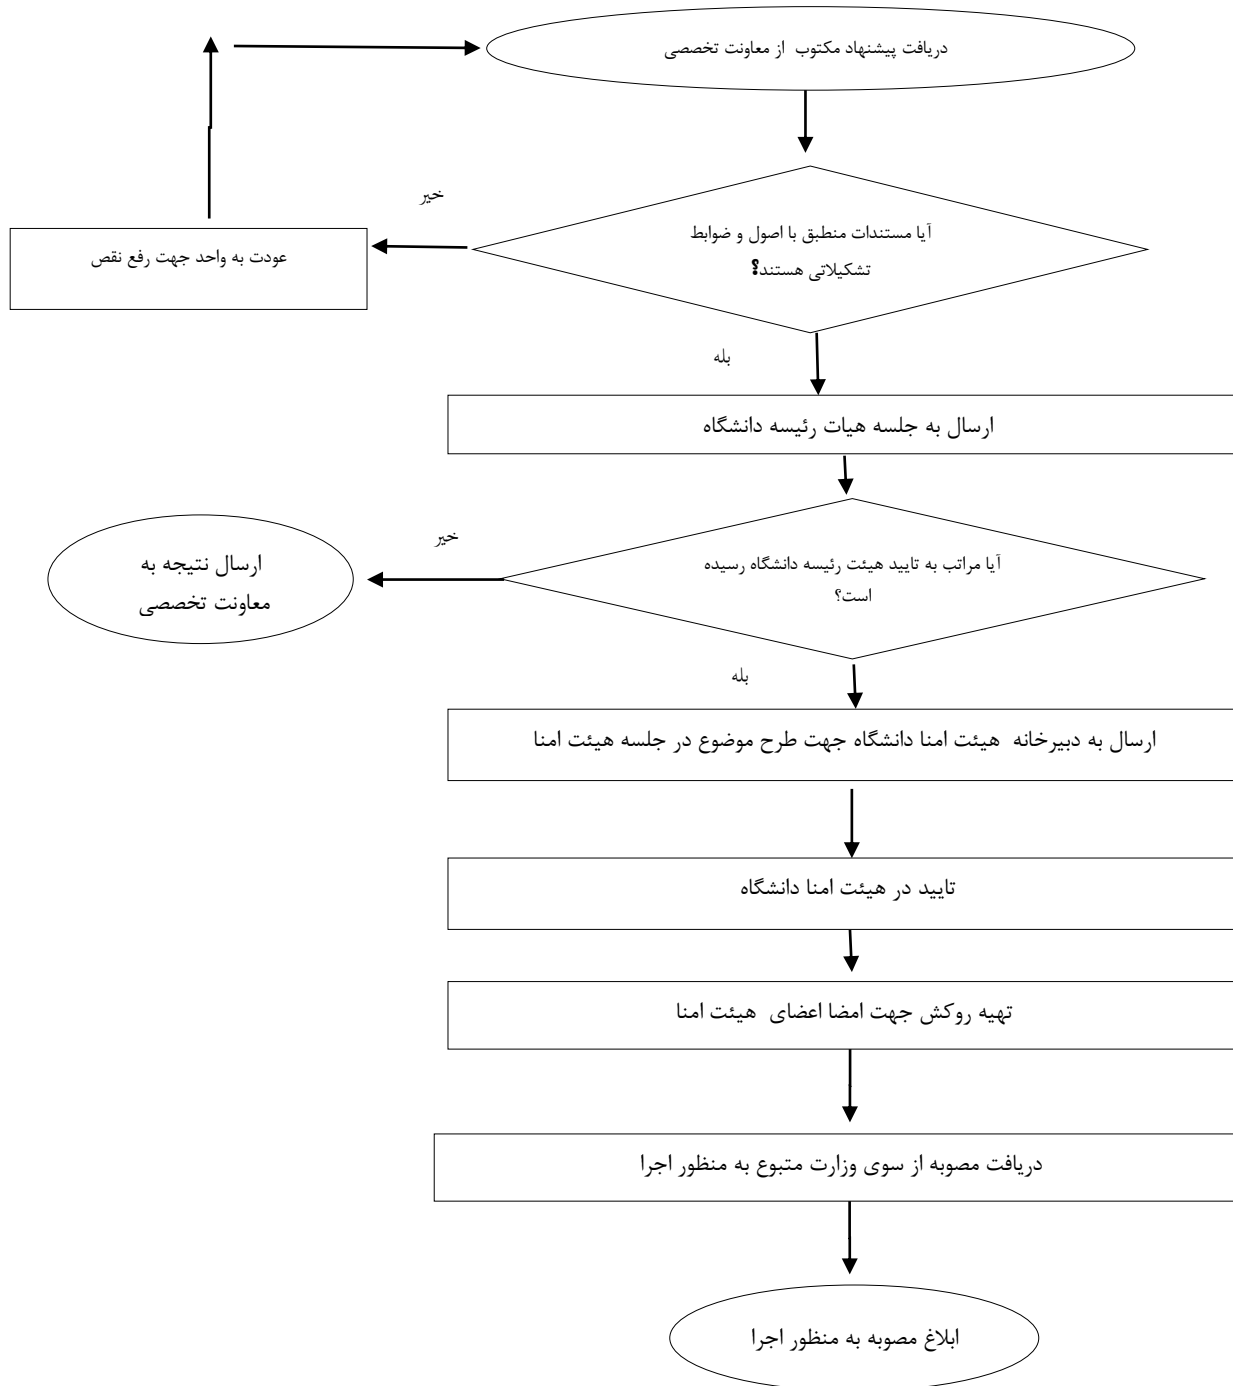 دریافت پیشنهاد مکتوب از معاونت تخصصی
خیر
آیا مستندات منطبق با اصول و ضوابط
تشکیلاتی هستند؟
عودت به واحد جهت رفع نقص
بله
ارسال به جلسه هیات رئیسه دانشگاه
خیر
آیا مراتب به تایید هیئت رئیسه دانشگاه رسیده
است؟
ارسال نتیجه به
معاونت تخصصی
بله
ارسال به دبیرخانه هیئت امنا دانشگاه جهت طرح موضوع در جلسه هیئت امنا
تایید در هیئت امنا دانشگاه
تهیه روکش جهت امضا اعضای هیئت امنا
دریافت مصوبه از سوی وزارت متبوع به منظور اجرا
ابلاغ مصوبه به منظور اجرا